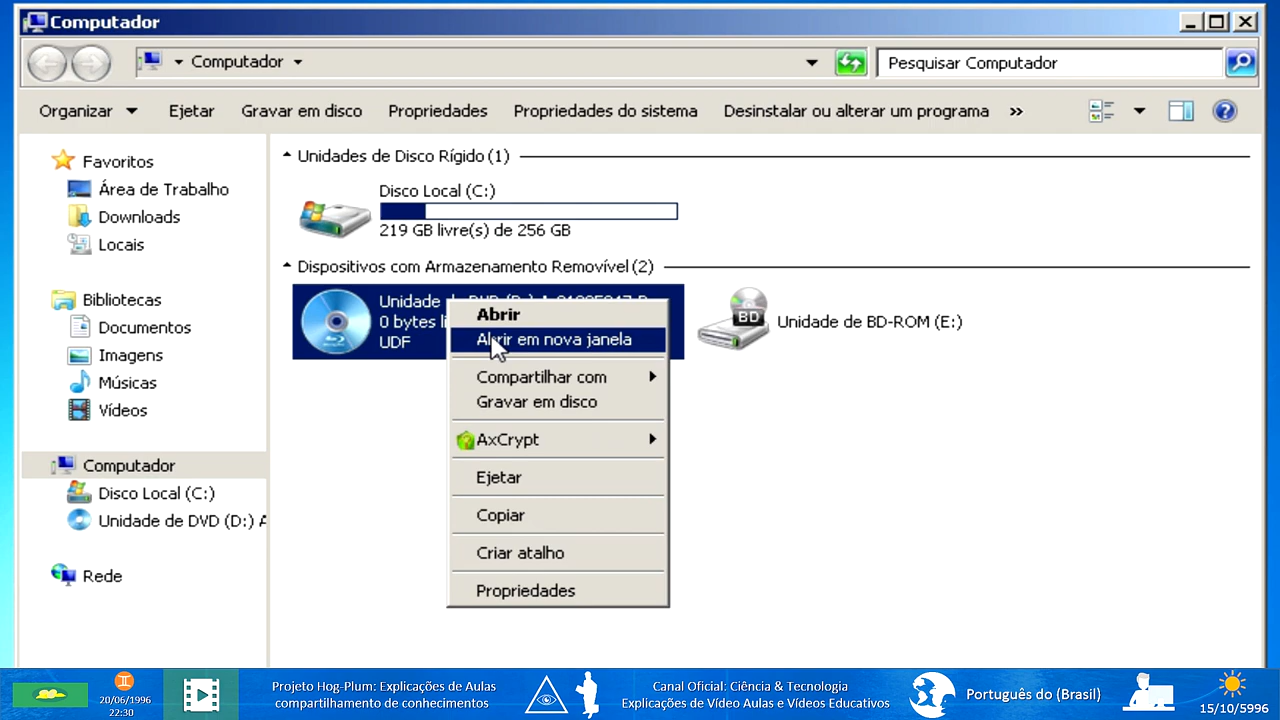 Computador
Computador
Pesquisar Computador
Organizar
Ejetar
Gravar em disco
Propriedades
Propriedades do sistema
Desinstalar ou alterar um programa
»
Favoritos
Área de Trabalho
Downloads
Locais
Bibliotecas
Documentos
Imagens
Músicas
Vídeos
Computador
Disco Local (C:)
Unidade de DVD (D:) A
Rede
Unidades de Disco Rígido (1)
Disco Local (C:)
219 GB livre(s) de 256 GB
Dispositivos com Armazenamento Removível (2)
Unidade
0 bytes
UDF
BD
Unidade de BD-ROM (E:)
Abrir
Abrir em nova janela
Compartilhar com
Gravar em disco
AxCrypt
Ejetar
Copiar
Criar atalho
Propriedades
20/06/1996
22:30
Projeto Hog-Plum: Explicações de Aulas
compartilhamento de conhecimentos
Canal Oficial: Ciência & Tecnologia
Explicações de Vídeo Aulas e Vídeos Educativos
Português do (Brasil)
15/10/5996